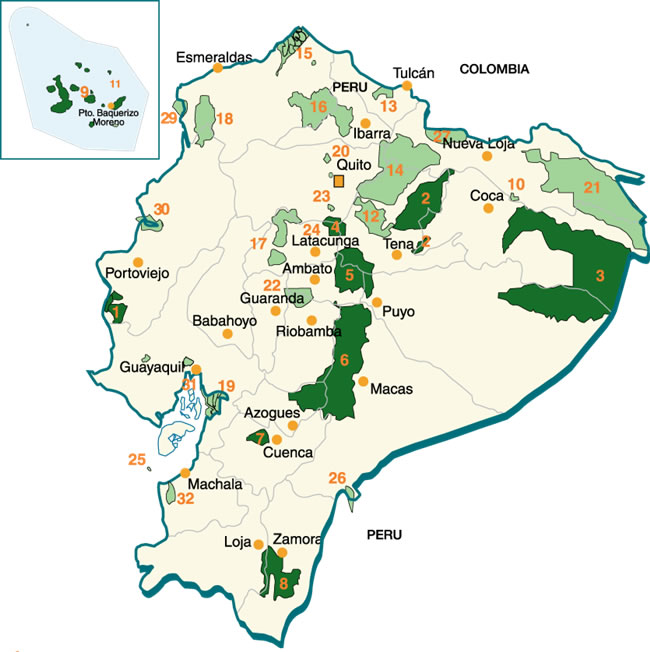 Esmeraldas
15
Tulcán
COLOMBIA
PERU
9
11
Pto. Baquerizo
Moreno
29
18
16
13
Ibarra
27
Nueva Loja
20
Quito
14
10
21
23
2
Coca
30
12
17
24
4
Latacunga
Tena
2
Portoviejo
Ambato
5
3
22
Guaranda
1
Babahoyo
Riobamba
Puyo
6
Guayaquil
31
19
Macas
Azogues
7
Cuenca
25
Machala
26
32
Loja
Zamora
PERU
8